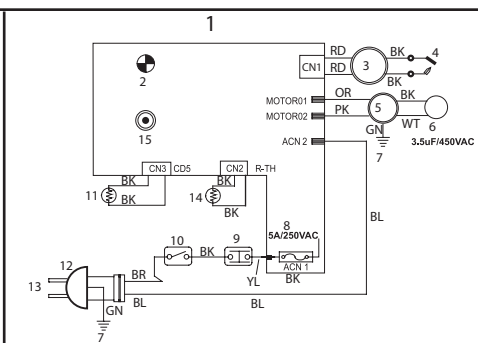 1
RD
BK
4
CN1
3
RD
2
BK
OR
BK
MOTOR01
5
MOTOR02
PK
6
15
GN
WT
3.5uF/450VAC
ACN 2
7
CN3
CD5
CN2
R-TH
BK
BK
11
BK
14
BK
BL
8
5A/250VAC
10
9
BK
12
BR
ACN 1
13
YL
BK
GN
BL
BL
7